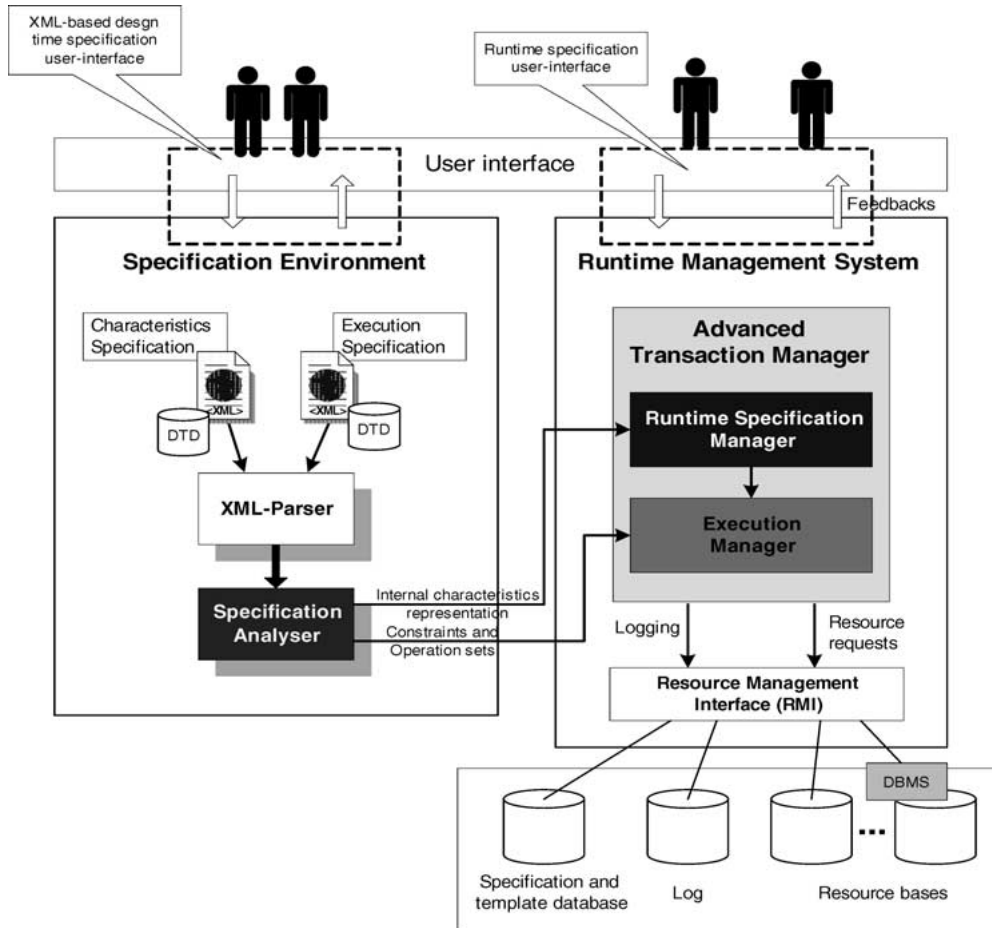 XML-based desgn
time specification
user-interface
Runtime specification
user-interface
User interface
Feedbacks
Specification Environment
Runtime Management System
Characteristics
Specification
Execution
Specification
<XML>
<XML>
DTD
DTD
XML-Parser
Specification
Analyser
Internal characteristics
representation
Constraints and
Operation sets
Advanced
Transaction Manager
Runtime Specification
Manager
Execution
Manager
Logging
Resource
requests
Resource Management
Interface (RMI)
DBMS
Specification and
template database
Log
Resource bases